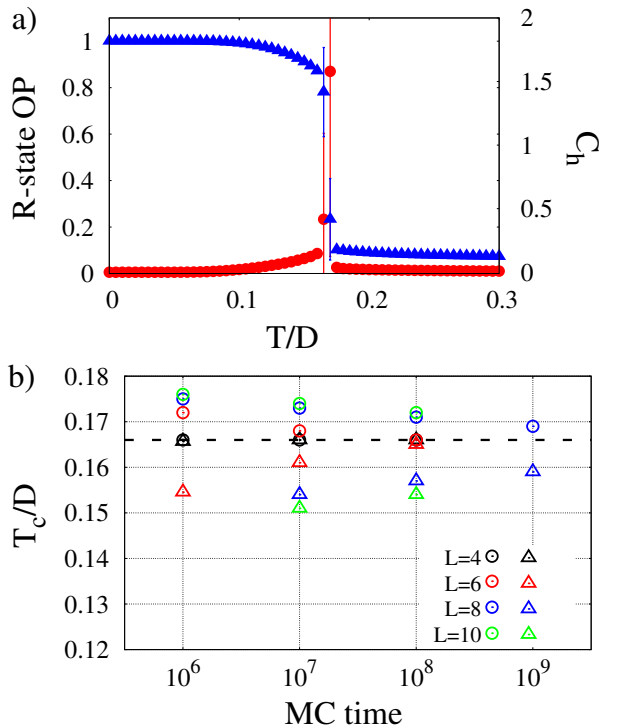 a)
R-state OP
1
0.8
0.6
0.4
0.2
0
2
1.5
1
0.5
0
C_h
0 0.1 0.2 0.3
T/D
b)
T_c/D
0.18
0.17
0.16
0.15
0.14
0.13
0.12
L=4
L=6
L=8
L=10
10^6 10^7 10^8 10^9
MC time